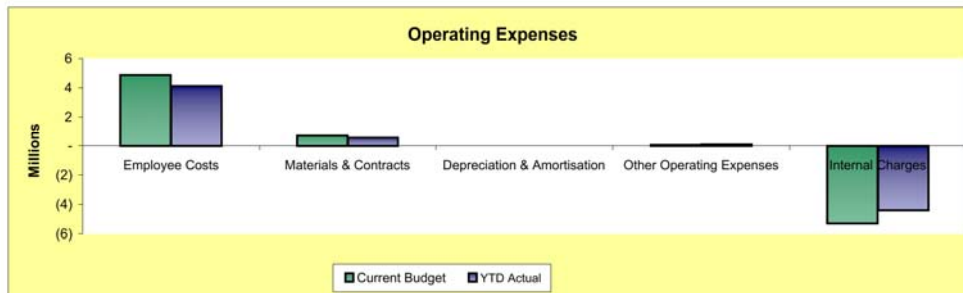 Operating Expenses
Millions
6
4
2
-
(2)
(4)
(6)
Employee Costs Materials & Contracts Depreciation & Amortisation Other Operating Expenses Internal Charges
Current Budget YTD Actual